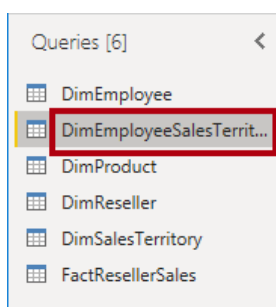 Queries [6]
DimEmployee
DimEmployeeSalesTerrit...
DimProduct
DimReseller
DimSalesTerritory
FactResellerSales